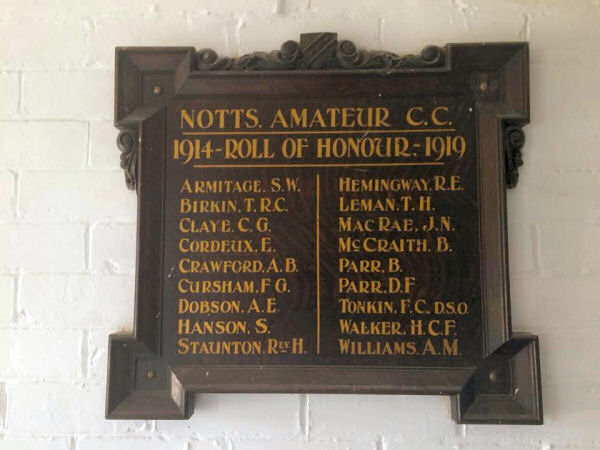 NOTTS. AMATEUR C.C.
1914-ROLL OF HONOUR-1919
ARMITAGE, S.W.
BIRKIN, T.R.C.
CLAYE, C.G.
CORDEUX, E.
CRAWFORD, A.B.
CURSHAM, F.G.
DOBSON, A.E.
HANSON, S.
STAUNTON, REV H.
HEMINGWAY, R.E.
LEMAN, T.H.
MAC RAE, J.N.
MCCRAITH, B.
PARR, B.
PARR, D.F.
TONKIN, F.C., D.S.O.
WALKER, H.C.F.
WILLIAMS, A.M.